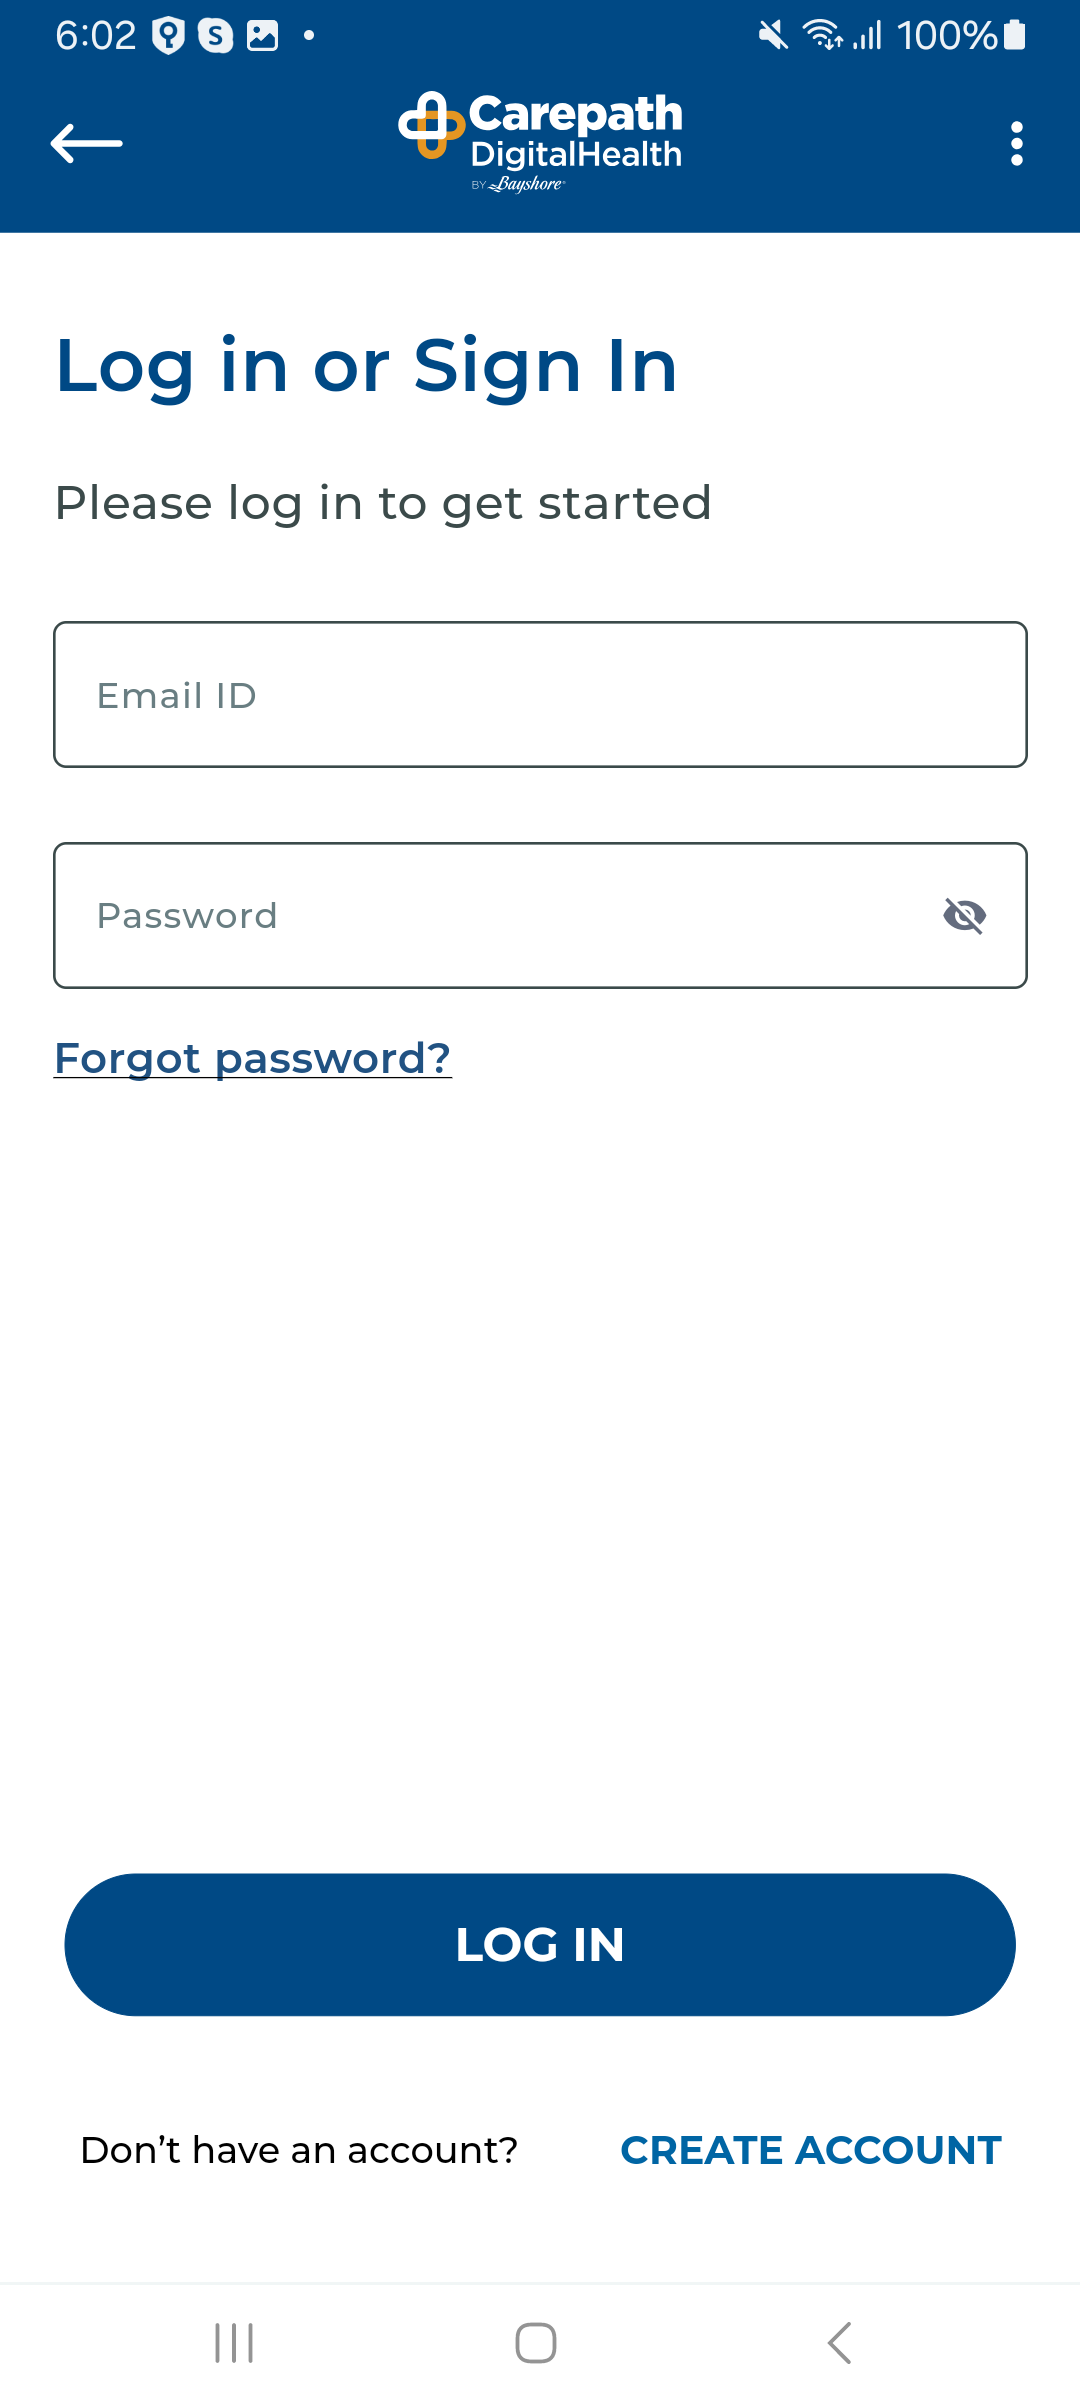 6:02
100%
Carepath
DigitalHealth
BY Bayshore
Log in or Sign In
Please log in to get started
Email ID
Password
Forgot password?
LOG IN
Don’t have an account?
CREATE ACCOUNT